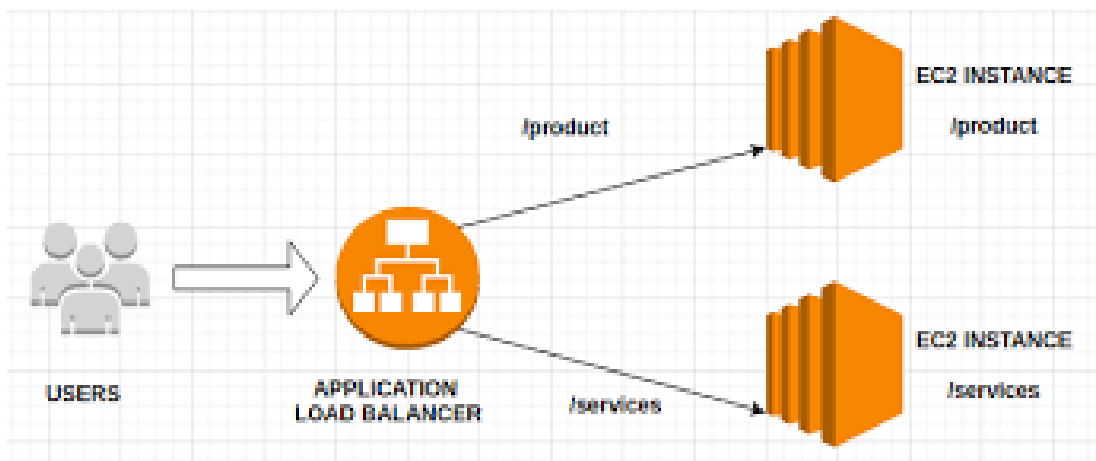 EC2 INSTANCE
/product
/product
USERS
APPLICATION
LOAD BALANCER
/services
EC2 INSTANCE
/services